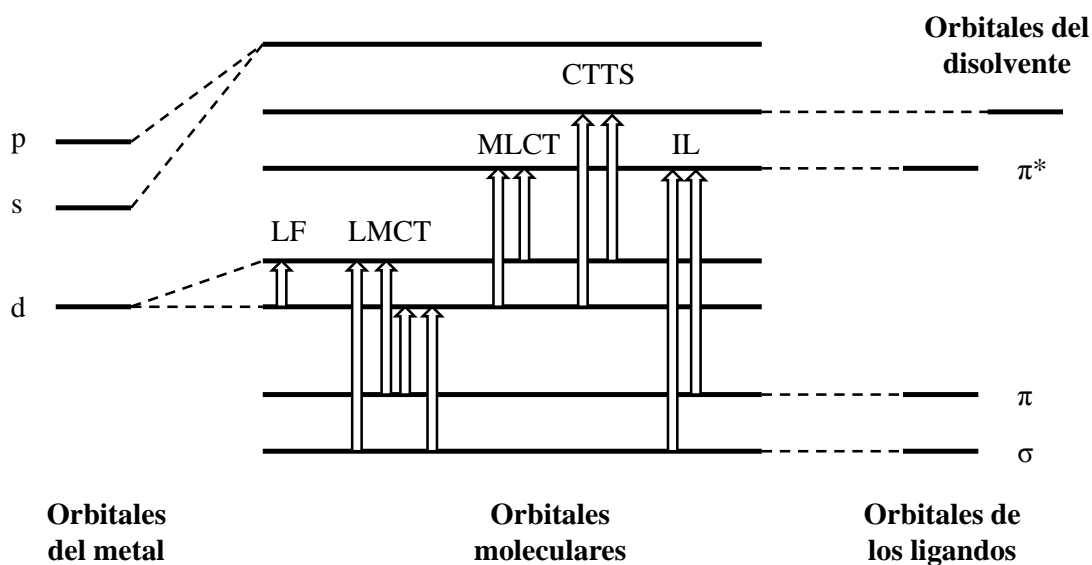 Orbitales del
disolvente
CTTS
p
MLCT
IL
π*
s
LF
LMCT
d
π
σ
Orbitales
del metal
Orbitales
moleculares
Orbitales de
los ligandos